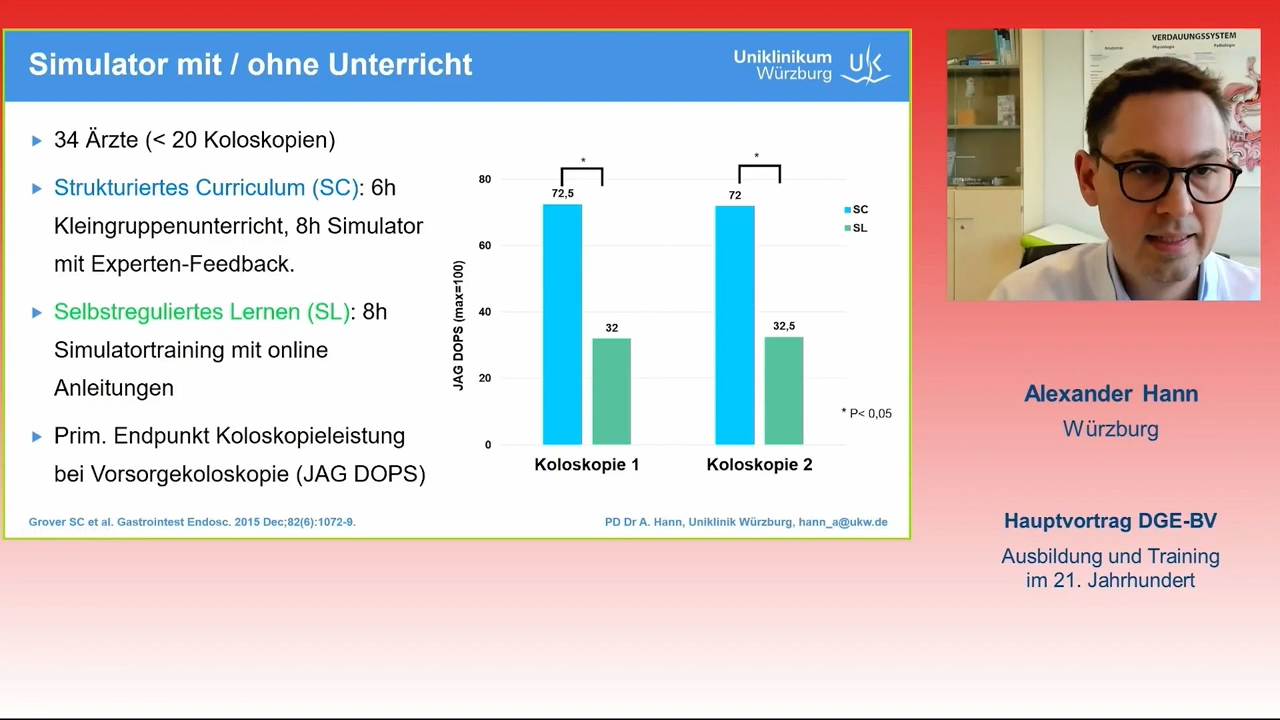 Simulator mit / ohne Unterricht
Uniklinikum
Würzburg
34 Ärzte (< 20 Koloskopien)
Strukturiertes Curriculum (SC): 6h
Kleingruppenunterricht, 8h Simulator
mit Experten-Feedback.
Selbstreguliertes Lernen (SL): 8h
Simulatortraining mit online
Anleitungen
Prim. Endpunkt Koloskopieleistung
bei Vorsorgekoloskopie (JAG DOPS)
JAG DOPS (max=100)
80
60
40
20
0
*
72,5
32
*
72
32,5
SC
SL
* P< 0,05
Koloskopie 1
Koloskopie 2
Grover SC et al. Gastrointest Endosc. 2015 Dec;82(6):1072-9.
PD Dr A. Hann, Uniklinik Würzburg, hann_a@ukw.de
VERDAUUNGSSYSTEM
Alexander Hann
Würzburg
Hauptvortrag DGE-BV
Ausbildung und Training
im 21. Jahrhundert